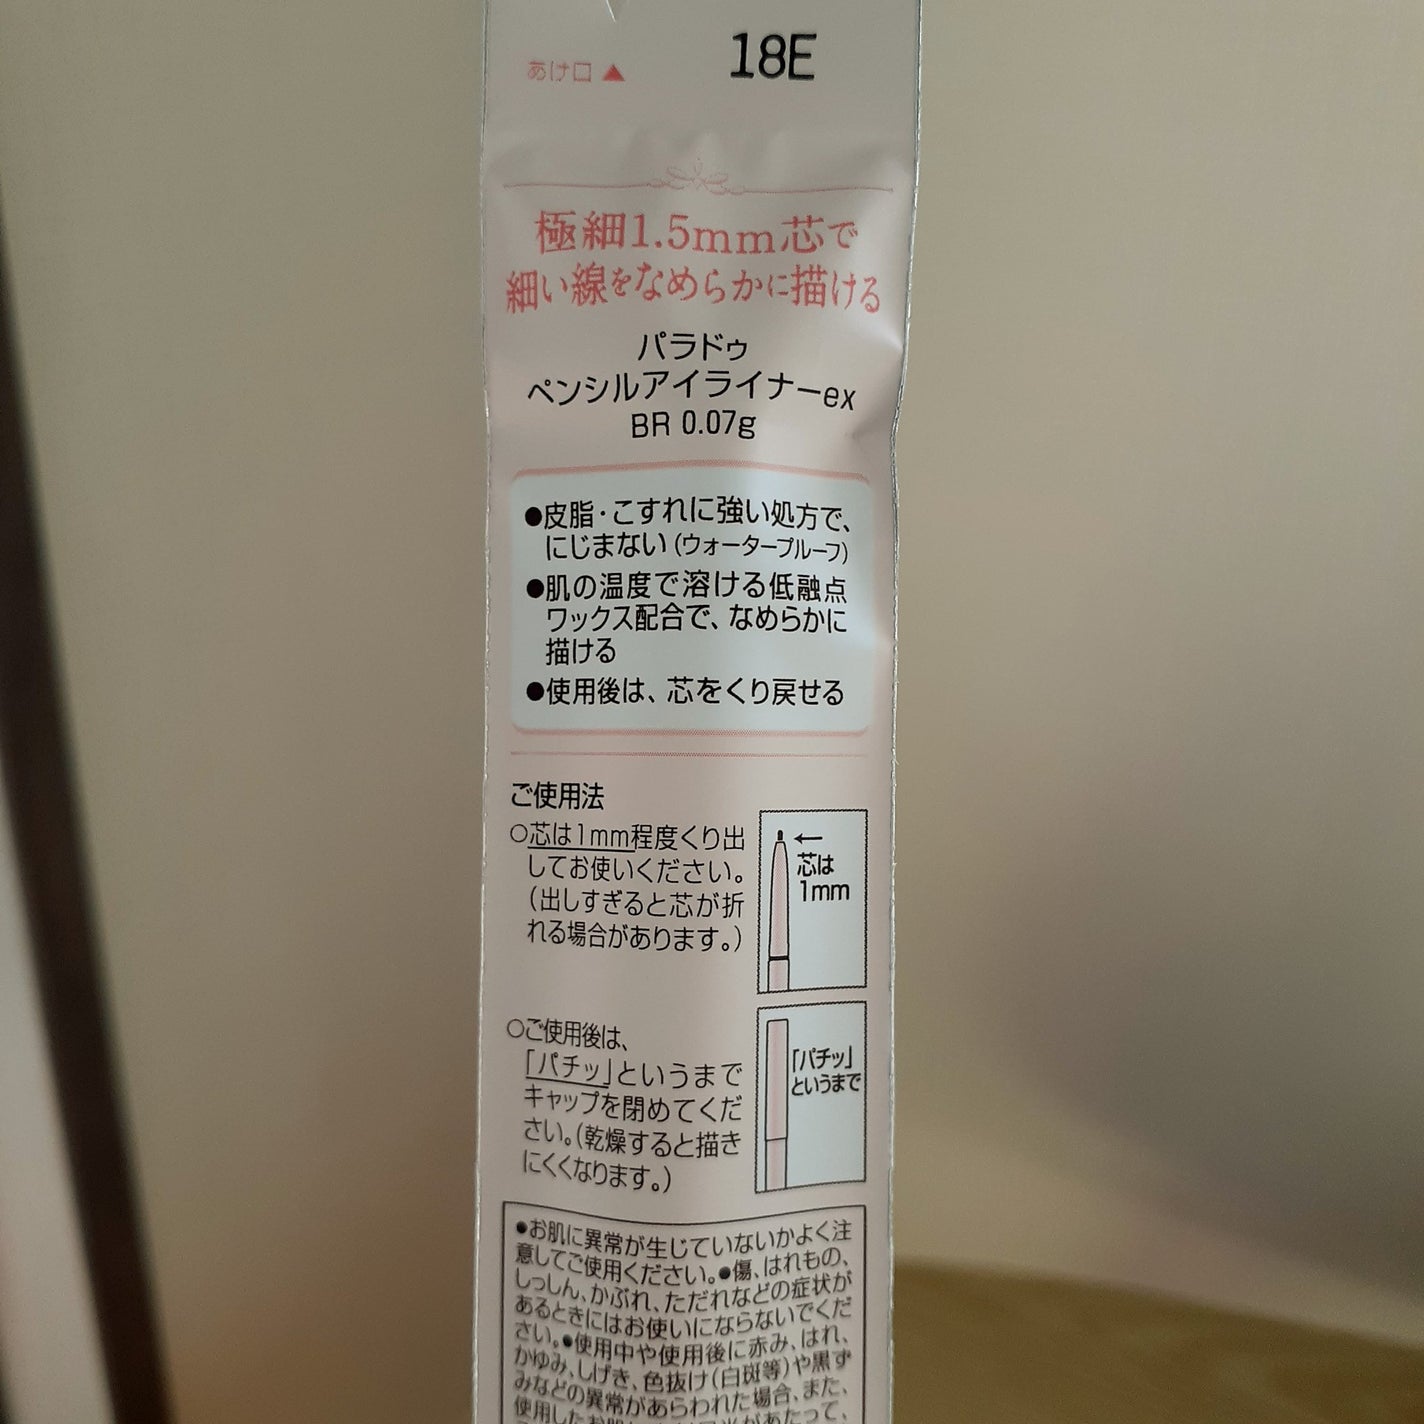 あけ口▲
18E
極細1.5mm芯で
細い線をなめらかに描ける
パラドゥ
ペンシルアイライナーex
BR 0.07g
●皮脂・こすれに強い処方で、
にじまない(ウォータープルーフ)
●肌の温度で溶ける低融点
ワックス配合で、なめらかに
描ける
●使用後は、芯をくり戻せる
ご使用法
○芯は1mm程度くり出
してお使いください。
(出しすぎると芯が折
れる場合があります。)
←
芯は
1mm
○ご使用後は、
「パチッ」というまで
キャップを閉めてくだ
さい。(乾燥すると描き
にくくなります。)
「パチッ」
というまで
●お肌に異常が生じていないかよく注
意してご使用ください。●傷、はれもの、
しっしん、かぶれ、ただれなどの症状が
あるときにはお使いにならないでくだ
さい。●使用中や使用後に赤み、はれ、
かゆみ、しげき、色抜け(白斑等)や黒ず
みなどの異常があらわれた場合、また、
使用したお肌に
光があたって、